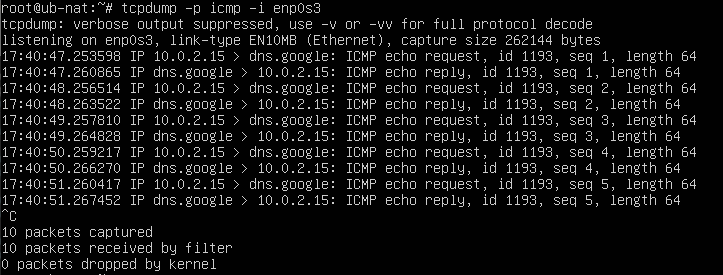 root@ub-nat:~# tcpdump -p icmp -i enp0s3
tcpdump: verbose output suppressed, use -v or -vv for full protocol decode
listening on enp0s3, link-type EN10MB (Ethernet), capture size 262144 bytes
17:40:47.253598 IP 10.0.2.15 > dns.google: ICMP echo request, id 1193, seq 1, length 64
17:40:47.260865 IP dns.google > 10.0.2.15: ICMP echo reply, id 1193, seq 1, length 64
17:40:48.256514 IP 10.0.2.15 > dns.google: ICMP echo request, id 1193, seq 2, length 64
17:40:48.263522 IP dns.google > 10.0.2.15: ICMP echo reply, id 1193, seq 2, length 64
17:40:49.257810 IP 10.0.2.15 > dns.google: ICMP echo request, id 1193, seq 3, length 64
17:40:49.264828 IP dns.google > 10.0.2.15: ICMP echo reply, id 1193, seq 3, length 64
17:40:50.259217 IP 10.0.2.15 > dns.google: ICMP echo request, id 1193, seq 4, length 64
17:40:50.266270 IP dns.google > 10.0.2.15: ICMP echo reply, id 1193, seq 4, length 64
17:40:51.260417 IP 10.0.2.15 > dns.google: ICMP echo request, id 1193, seq 5, length 64
17:40:51.267452 IP dns.google > 10.0.2.15: ICMP echo reply, id 1193, seq 5, length 64
^C
10 packets captured
10 packets received by filter
0 packets dropped by kernel
root@ub-nat:~#